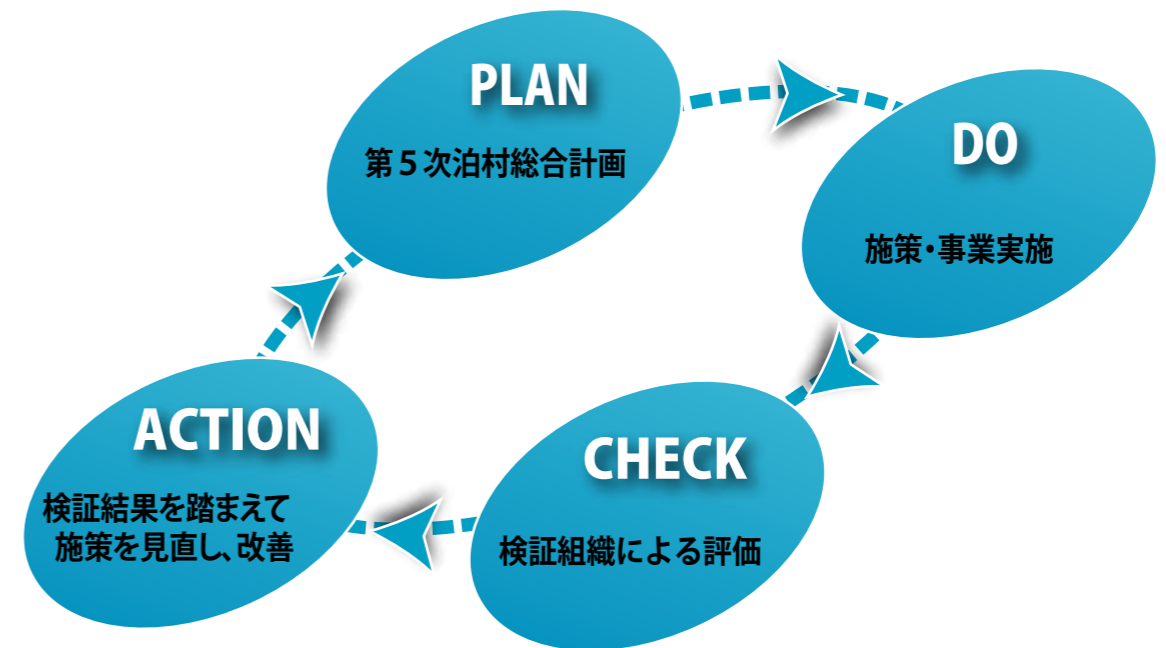 PLAN
第5次泊村総合計画
DO
施策・事業実施
CHECK
検証組織による評価
ACTION
検証結果を踏まえて
施策を見直し、改善